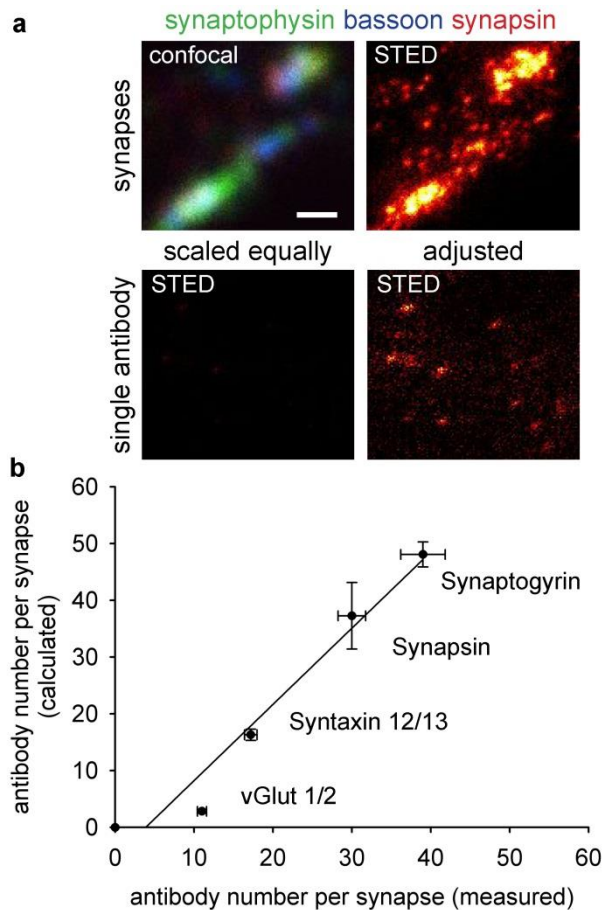 a
synaptophysin bassoon synapsin
synapses
confocal
STED
scaled equally
adjusted
single antibody
STED
STED
b
antibody number per synapse
(calculated)
60
50
40
30
20
10
0
Synaptogyrin
Synapsin
Syntaxin 12/13
vGlut 1/2
0 10 20 30 40 50 60
antibody number per synapse (measured)